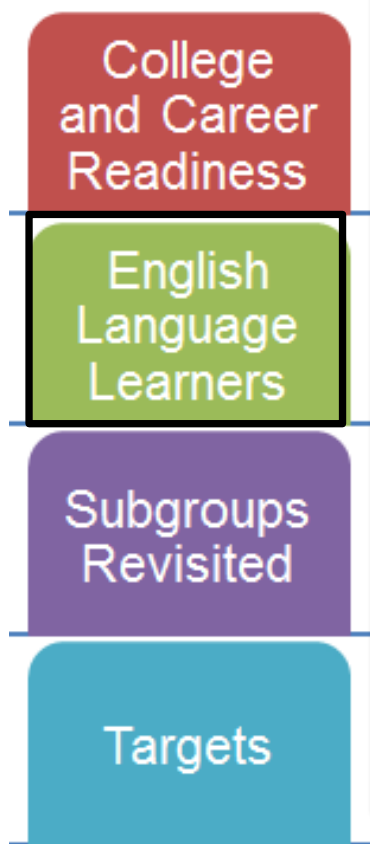 College
and Career
Readiness
English
Language
Learners
Subgroups
Revisited
Targets